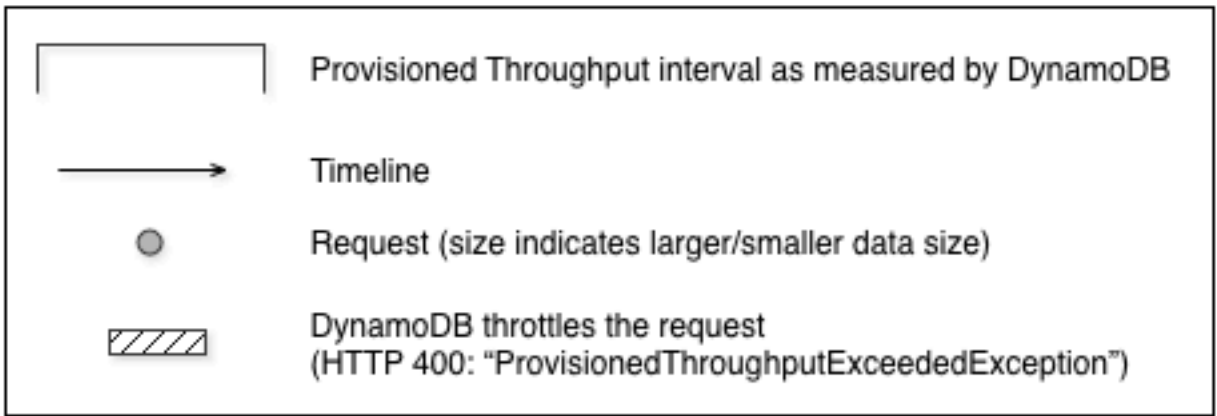 Provisioned Throughput interval as measured by DynamoDB
Timeline
Request (size indicates larger/smaller data size)
DynamoDB throttles the request
(HTTP 400: “ProvisionedThroughputExceededException”)